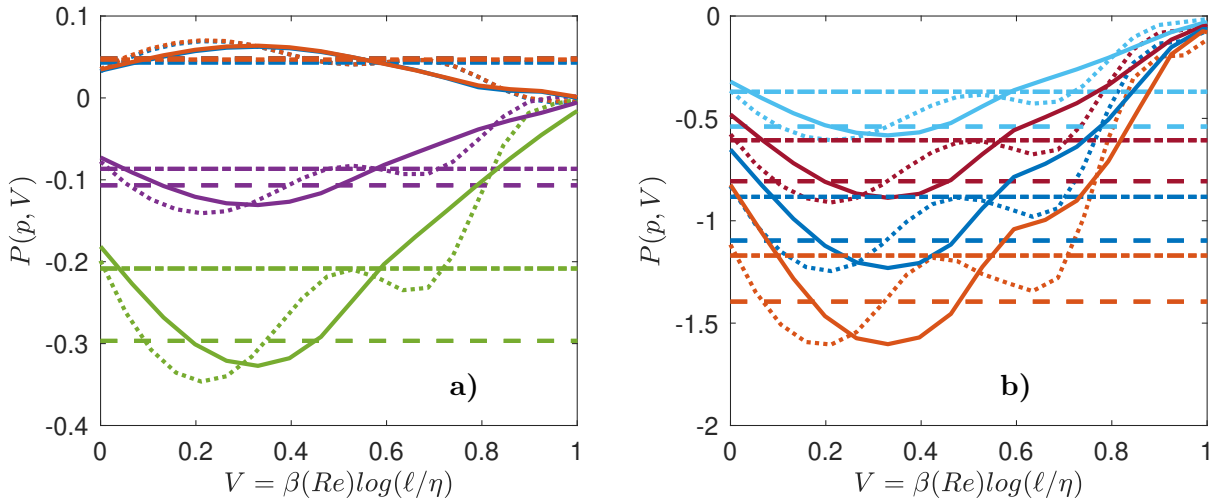 0.1
0
-0.1
-0.2
-0.3
-0.4
P(p, V)
0 0.2 0.4 0.6 0.8 1
V = β(Re)log(ℓ/η)
a)
0
-0.5
-1
-1.5
-2
P(p, V)
0 0.2 0.4 0.6 0.8 1
V = β(Re)log(ℓ/η)
b)